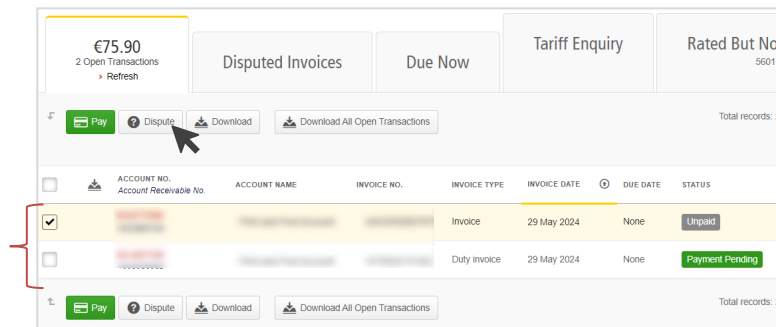 €75.90
2 Open Transactions
› Refresh
Disputed Invoices
Due Now
Tariff Enquiry
Rated But No
5601
Pay
Dispute
Download
Download All Open Transactions
Total records:
ACCOUNT NO.
Account Receivable No.
ACCOUNT NAME
INVOICE NO.
INVOICE TYPE
INVOICE DATE
DUE DATE
STATUS
Invoice
29 May 2024
None
Unpaid
Duty invoice
29 May 2024
None
Payment Pending
Pay
Dispute
Download
Download All Open Transactions
Total records: